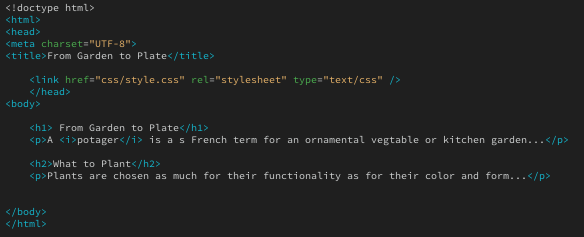 <!doctype html>
<html>
<head>
<meta charset="UTF-8">
<title>From Garden to Plate</title>
<link href="css/style.css" rel="stylesheet" type="text/css" />
</head>
<body>
<h1> From Garden to Plate</h1>
<p>A <i>potager</i> is a s French term for an ornamental vegtable or kitchen garden...</p>
<h2>What to Plant</h2>
<p>Plants are chosen as much for their functionality as for their color and form...</p>
</body>
</html>